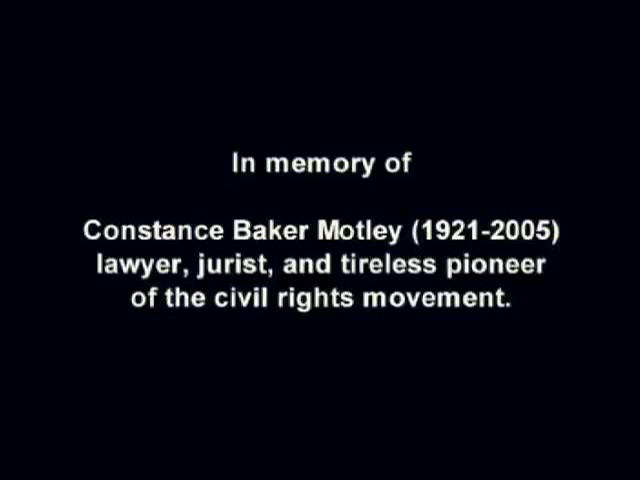 In memory of
Constance Baker Motley (1921-2005)
lawyer, jurist, and tireless pioneer
of the civil rights movement.